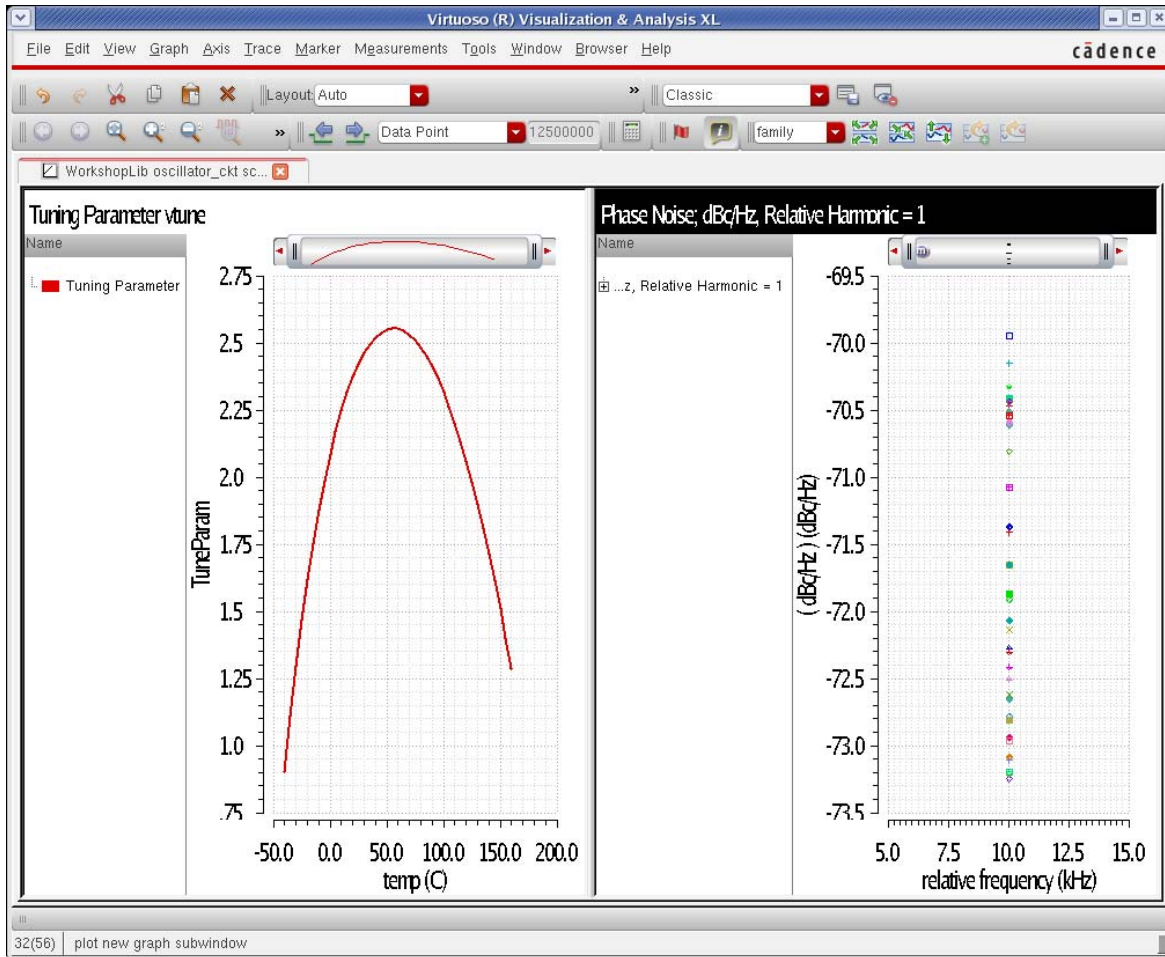 Virtuoso (R) Visualization & Analysis XL
File Edit View Graph Axis Trace Marker Measurements Tools Window Browser Help
cādence
Layout: Auto » Classic
» Data Point 12500000 family
WorkshopLib oscillator_ckt sc...
Tuning Parameter vtune
Name
Tuning Parameter
2.75
2.5
2.25
2.0
1.75
1.5
1.25
1.0
.75
TuneParam
-50.0 0.0 50.0 100.0 150.0 200.0
temp (C)
Phase Noise; dBc/Hz, Relative Harmonic = 1
Name
...z, Relative Harmonic = 1
-69.5
-70.0
-70.5
-71.0
-71.5
-72.0
-72.5
-73.0
-73.5
( dBc/Hz ) (dBc/Hz)
5.0 7.5 10.0 12.5 15.0
relative frequency (kHz)
32(56) plot new graph subwindow